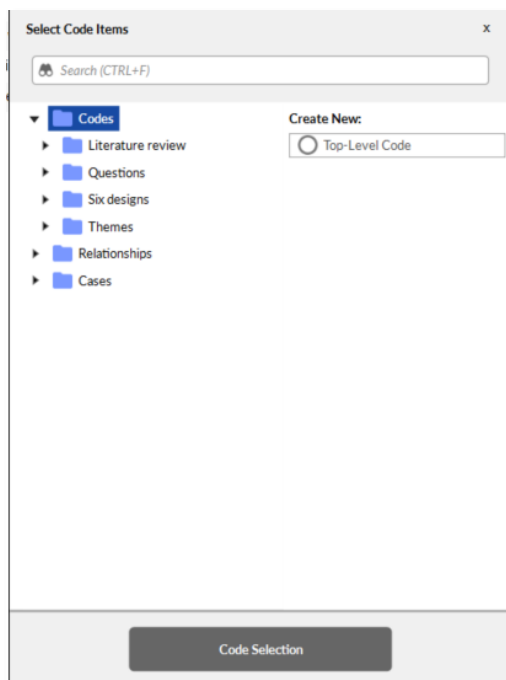 Select Code Items
x
Search (CTRL+F)
Codes
Create New:
Literature review
Top-Level Code
Questions
Six designs
Themes
Relationships
Cases
Code Selection